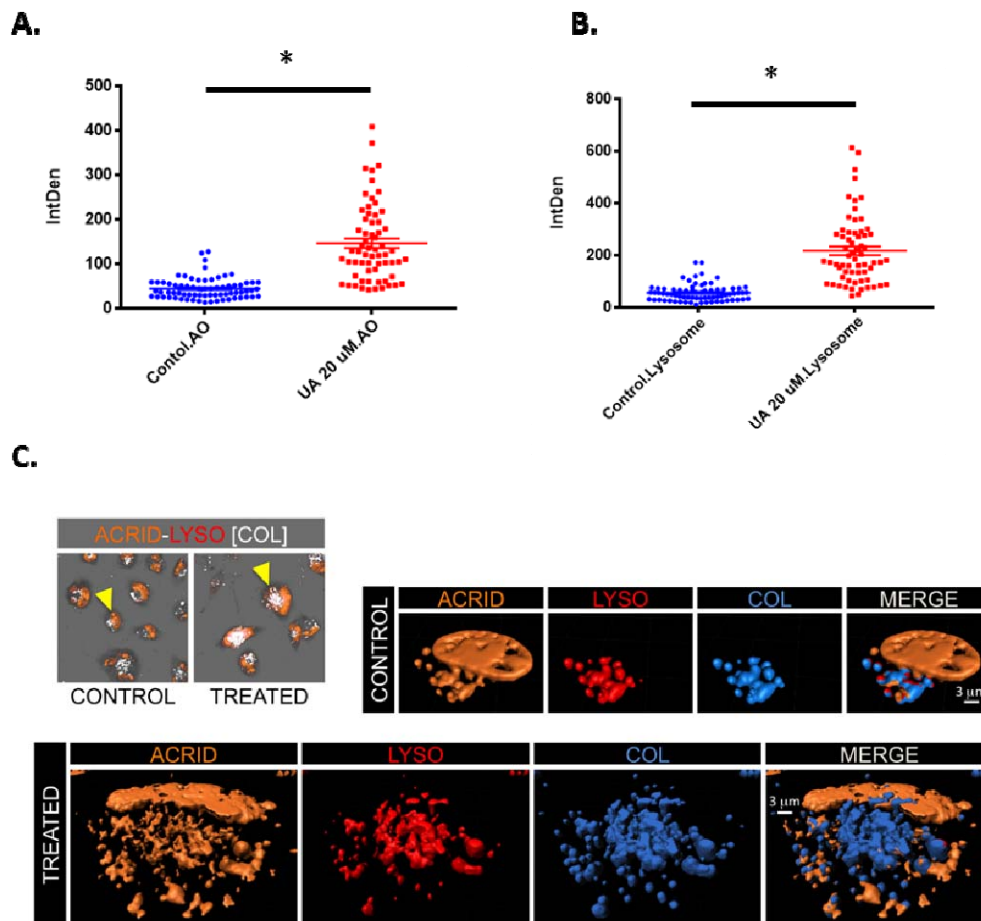 A.
*
500
400
300
200
100
0
IntDen
Contol.AO
UA 20 uM.AO
B.
*
800
600
400
200
0
IntDen
Control.Lysosome
UA 20 uM.Lysosome
C.
ACRID-LYSO [COL]
CONTROL TREATED
CONTROL
ACRID LYSO COL MERGE
3 μm
TREATED
ACRID LYSO COL MERGE
3 μm